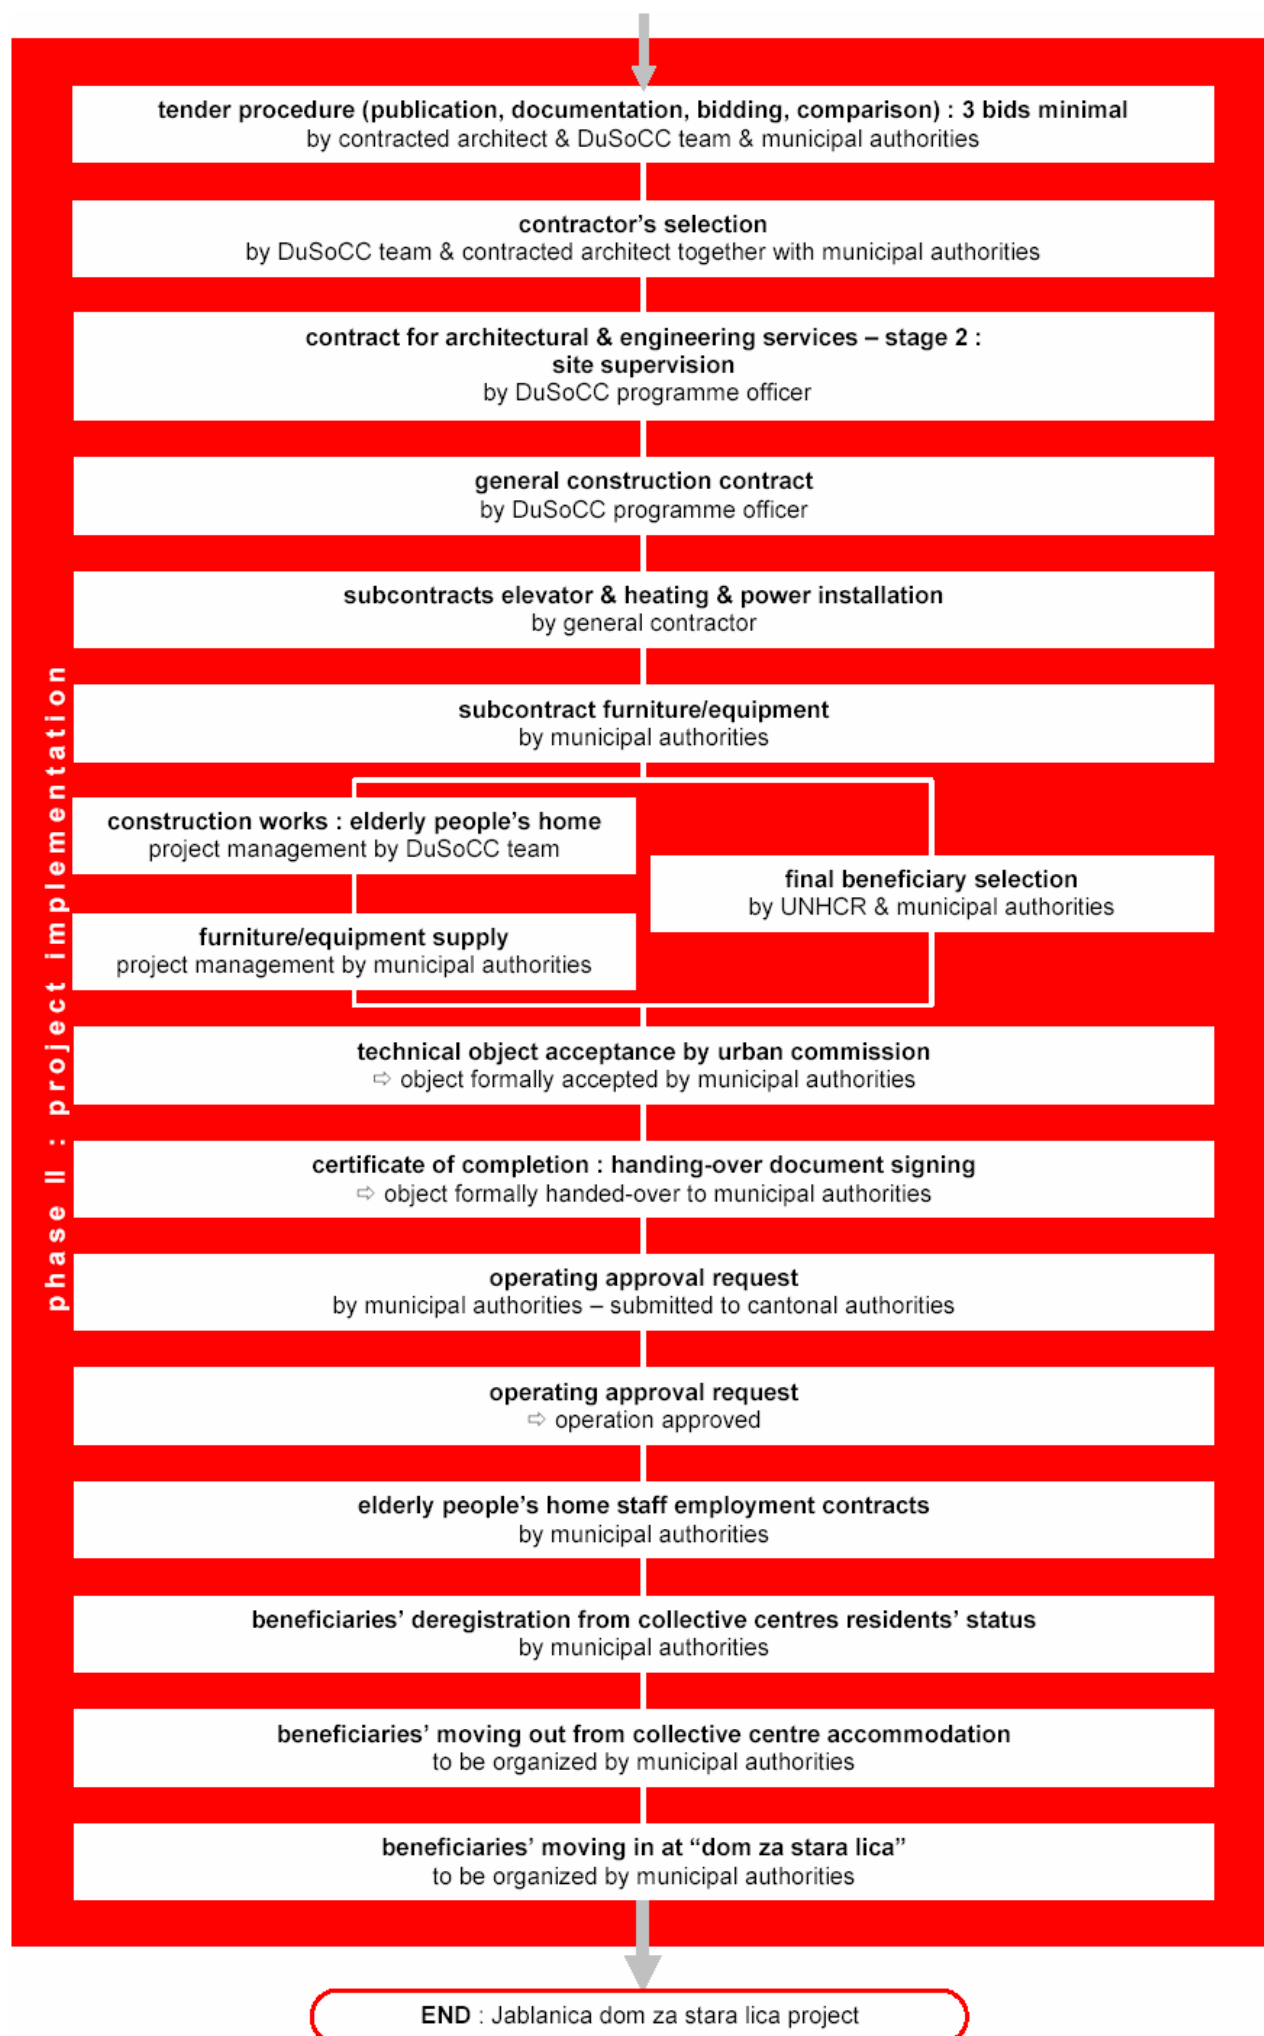 tender procedure (publication, documentation, bidding, comparison) : 3 bids minimal
by contracted architect & DuSoCC team & municipal authorities
contractor’s selection
by DuSoCC team & contracted architect together with municipal authorities
contract for architectural & engineering services – stage 2 :
site supervision
by DuSoCC programme officer
general construction contract
by DuSoCC programme officer
subcontracts elevator & heating & power installation
by general contractor
subcontract furniture/equipment
by municipal authorities
construction works : elderly people’s home
project management by DuSoCC team
final beneficiary selection
by UNHCR & municipal authorities
furniture/equipment supply
project management by municipal authorities
technical object acceptance by urban commission
⇨ object formally accepted by municipal authorities
certificate of completion : handing-over document signing
⇨ object formally handed-over to municipal authorities
operating approval request
by municipal authorities – submitted to cantonal authorities
operating approval request
⇨ operation approved
elderly people’s home staff employment contracts
by municipal authorities
beneficiaries’ deregistration from collective centres residents’ status
by municipal authorities
beneficiaries’ moving out from collective centre accommodation
to be organized by municipal authorities
beneficiaries’ moving in at “dom za stara lica”
to be organized by municipal authorities
phase II : project implementation
END : Jablanica dom za stara lica project